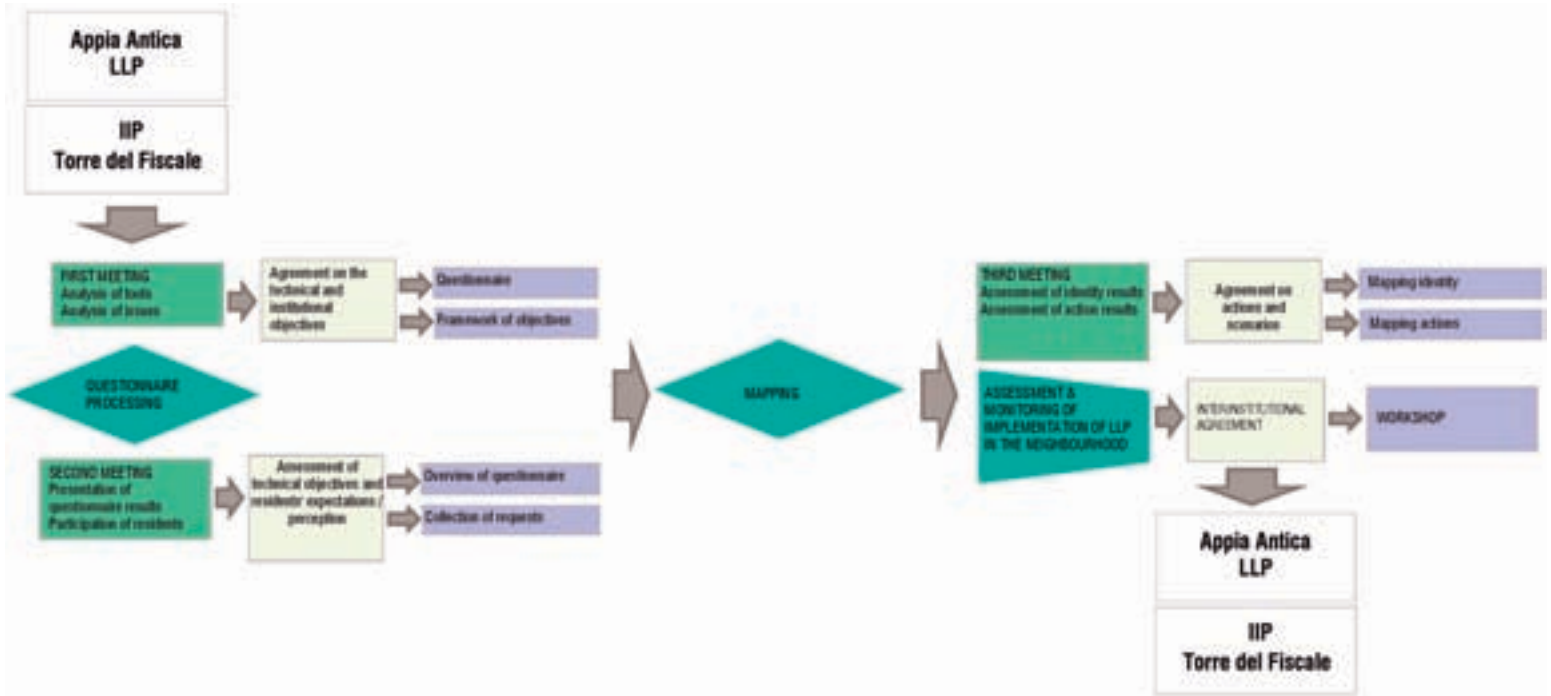 Appia Antica
LLP
IIP
Torre del Fiscale
FIRST MEETING
Analysis of tools
Analysis of issues
Agreement on the
technical and
institutional
objectives
Questionnaire
Framework of objectives
QUESTIONNAIRE
PROCESSING
SECOND MEETING
Presentation of
questionnaire results
Participation of residents
Assessment of
technical objectives and
residents' expectations /
perception
Overview of questionnaire
Collection of requests
MAPPING
THIRD MEETING
Assessment of identity results
Assessment of action results
Agreement on
actions and
scenarios
Mapping identity
Mapping actions
ASSESSMENT &
MONITORING OF
IMPLEMENTATION OF LLP
IN THE NEIGHBOURHOOD
INTERINSTITUTIONAL
AGREEMENT
WORKSHOP
Appia Antica
LLP
IIP
Torre del Fiscale